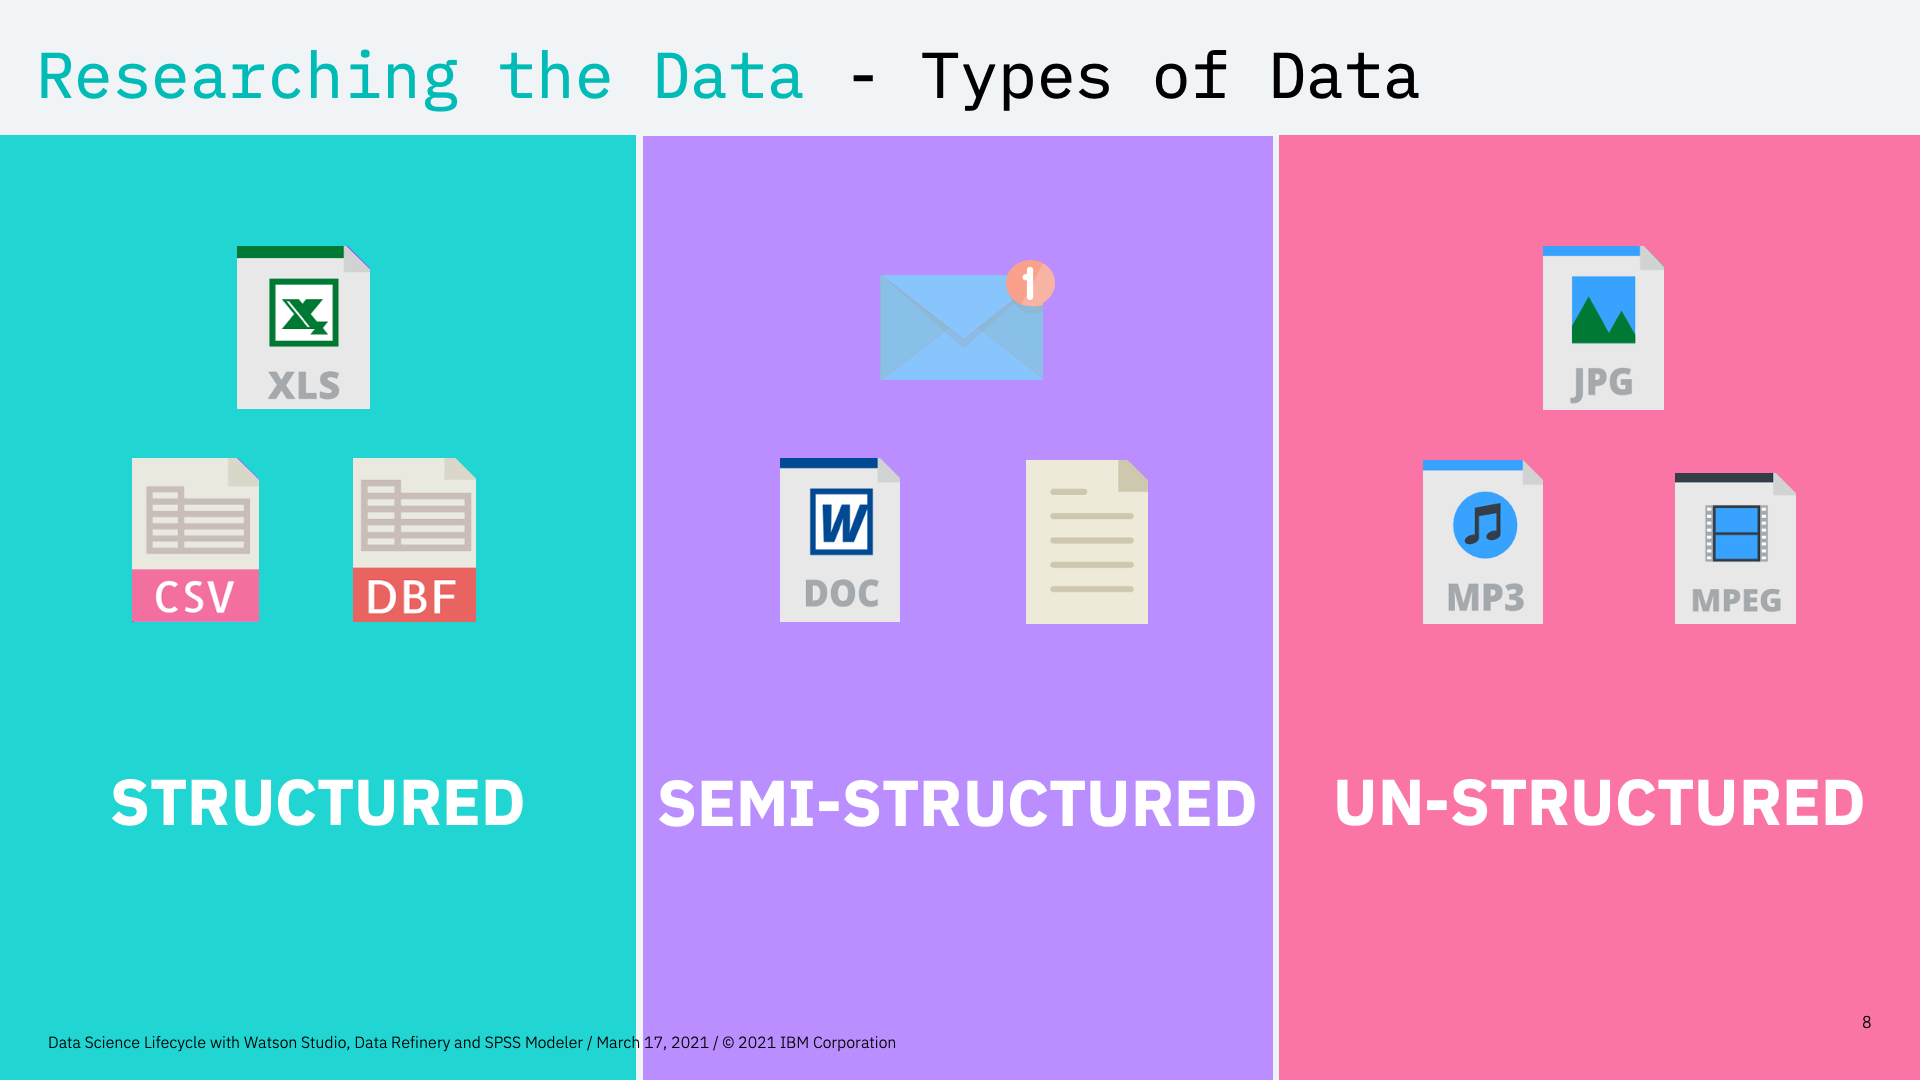 Researching the Data - Types of Data
XLS
CSV
DBF
STRUCTURED
1
W
DOC
SEMI-STRUCTURED
JPG
MP3
MPEG
UN-STRUCTURED
Data Science Lifecycle with Watson Studio, Data Refinery and SPSS Modeler / March 17, 2021 / © 2021 IBM Corporation
8